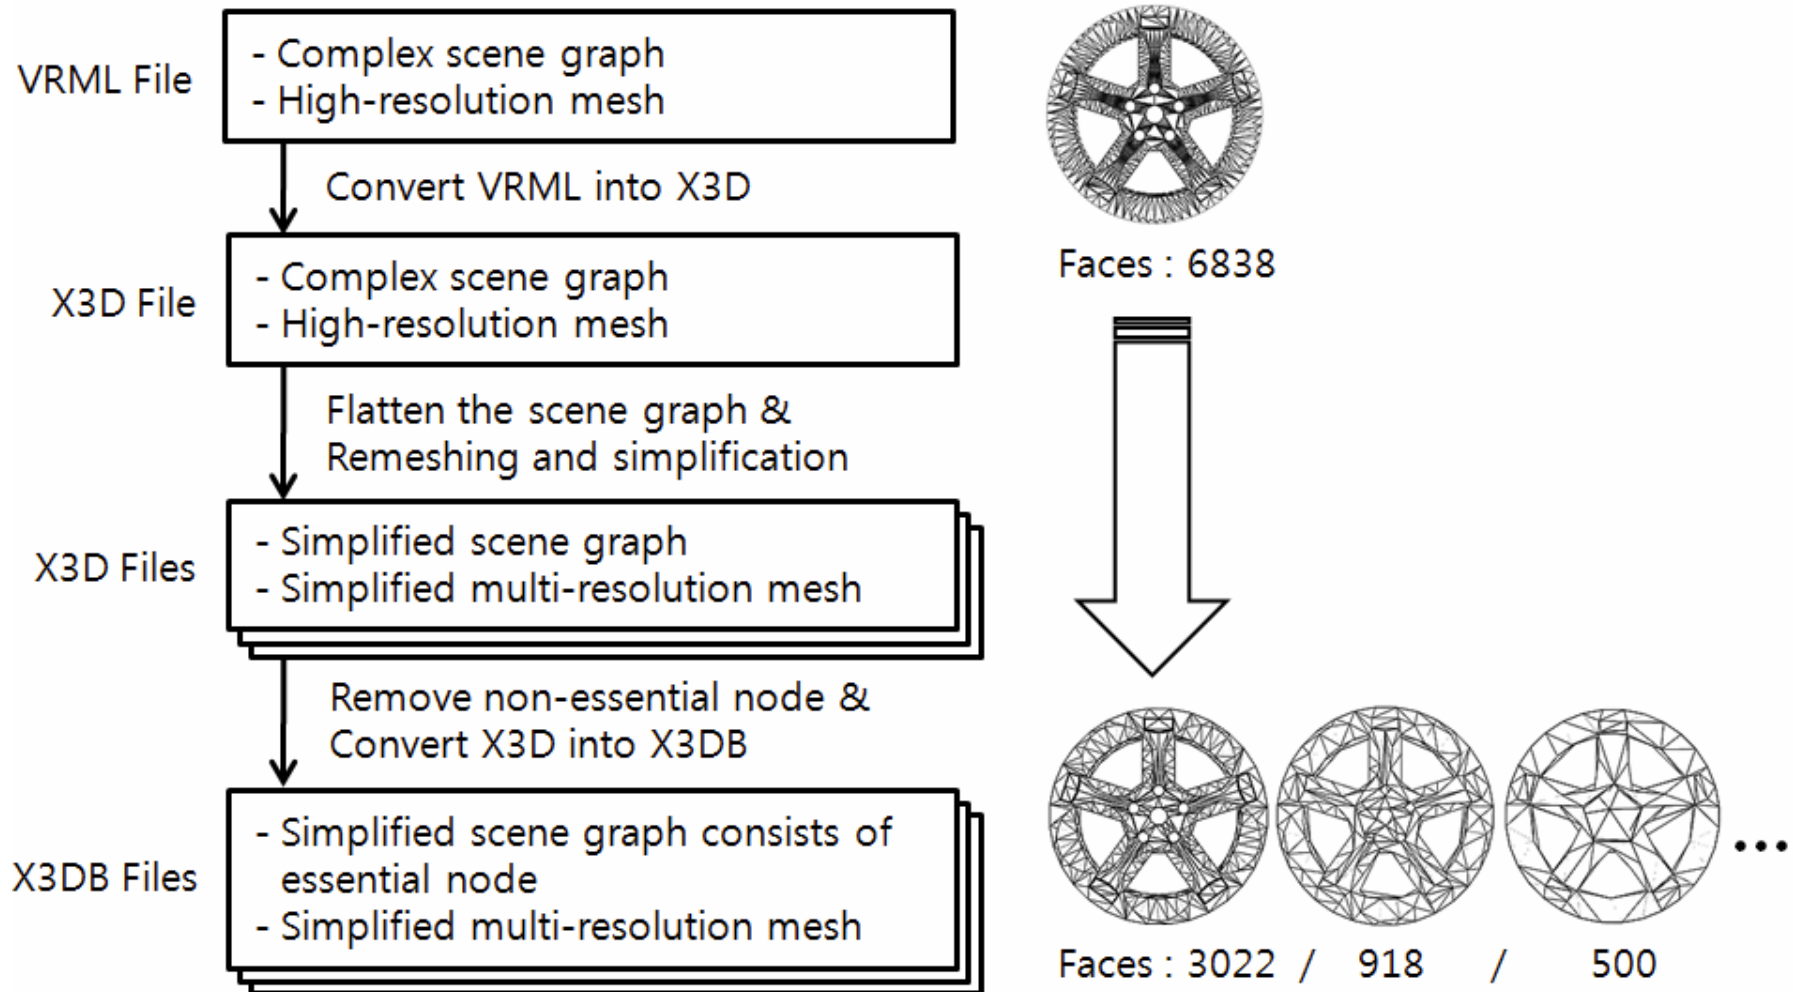 VRML File
- Complex scene graph
- High-resolution mesh
Convert VRML into X3D
X3D File
- Complex scene graph
- High-resolution mesh
Flatten the scene graph &
Remeshing and simplification
X3D Files
- Simplified scene graph
- Simplified multi-resolution mesh
Remove non-essential node &
Convert X3D into X3DB
X3DB Files
- Simplified scene graph consists of
essential node
- Simplified multi-resolution mesh
Faces : 6838
...
Faces : 3022 / 918 / 500